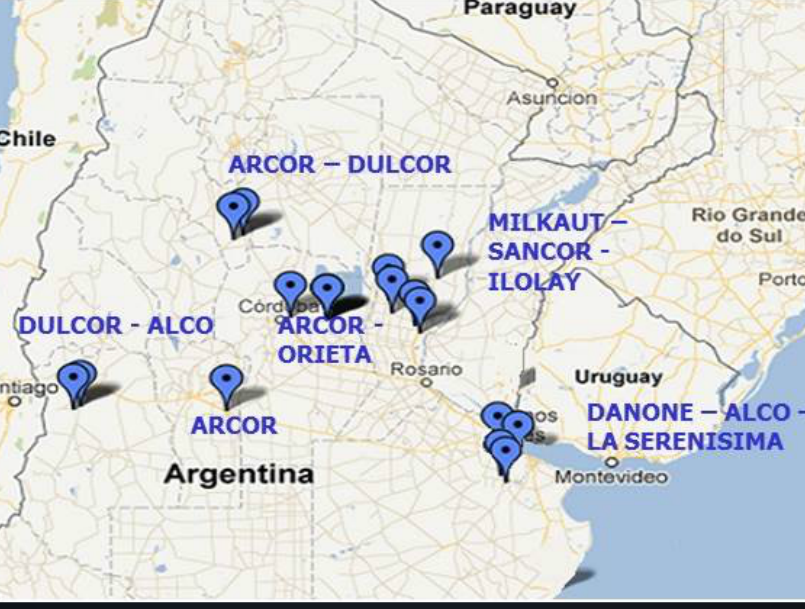 Paraguay
Asuncion
Chile
ARCOR – DULCOR
Rio Grande
do Sul
MILKAUT –
SANCOR -
ILOLAY
Córdoba
DULCOR - ALCO
ARCOR -
ORIETA
Rosario
Uruguay
ntiago
ARCOR
DANONE – ALCO -
LA SERENISIMA
Argentina
Montevideo